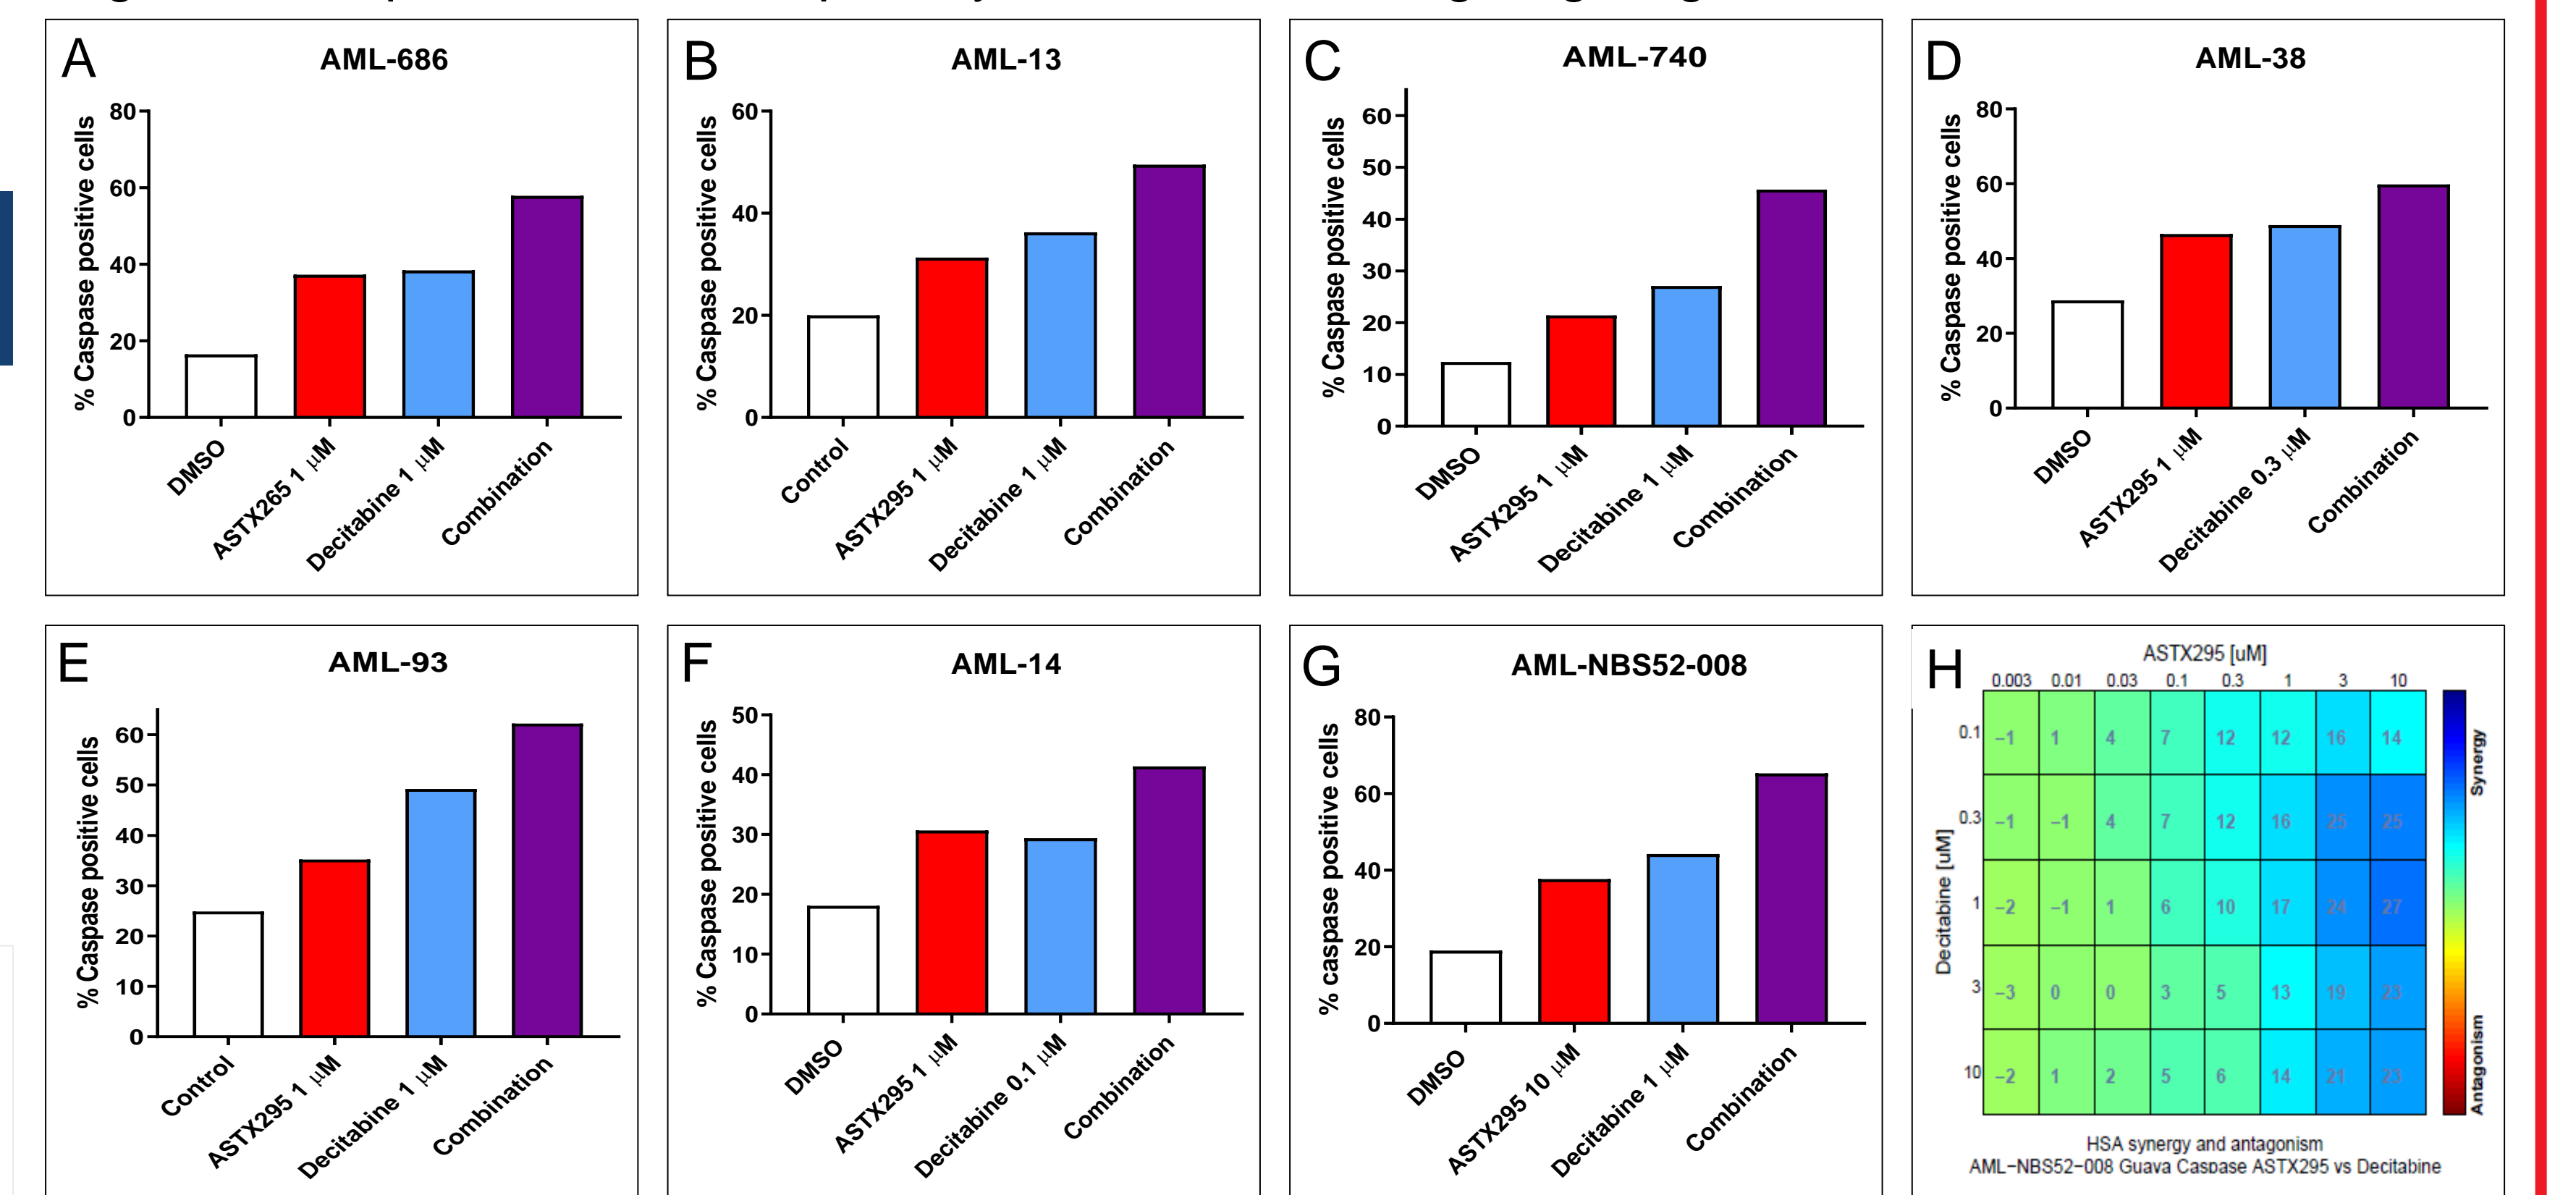 A
AML-686
% Caspase positive cells
80
60
40
20
0
DMSO
ASTX265 1 μM
Decitabine 1 μM
Combination
B
AML-13
% Caspase positive cells
60
40
20
0
Control
ASTX295 1 μM
Decitabine 1 μM
Combination
C
AML-740
% Caspase positive cells
60
50
40
30
20
10
0
DMSO
ASTX295 1 μM
Decitabine 1 μM
Combination
D
AML-38
% Caspase positive cells
80
60
40
20
0
DMSO
ASTX295 1 μM
Decitabine 0.3 μM
Combination
E
AML-93
% Caspase positive cells
60
50
40
30
20
10
0
Control
ASTX295 1 μM
Decitabine 1 μM
Combination
F
AML-14
% Caspase positive cells
50
40
30
20
10
0
DMSO
ASTX295 1 μM
Decitabine 0.1 μM
Combination
G
AML-NBS52-008
% caspase positive cells
80
60
40
20
0
DMSO
ASTX295 10 μM
Decitabine 1 μM
Combination
H
ASTX295 [uM]
0.003 0.01 0.03 0.1 0.3 1 3 10
Decitabine [uM]
0.1 −1 1 4 7 12 12 16 14
0.3 −1 −1 4 7 12 16 25 25
1 −2 −1 1 6 10 17 24 27
3 −3 0 0 3 5 13 19 23
10 −2 1 2 5 6 14 21 23
Synergy
Antagonism
HSA synergy and antagonism
AML−NBS52−008 Guava Caspase ASTX295 vs Decitabine